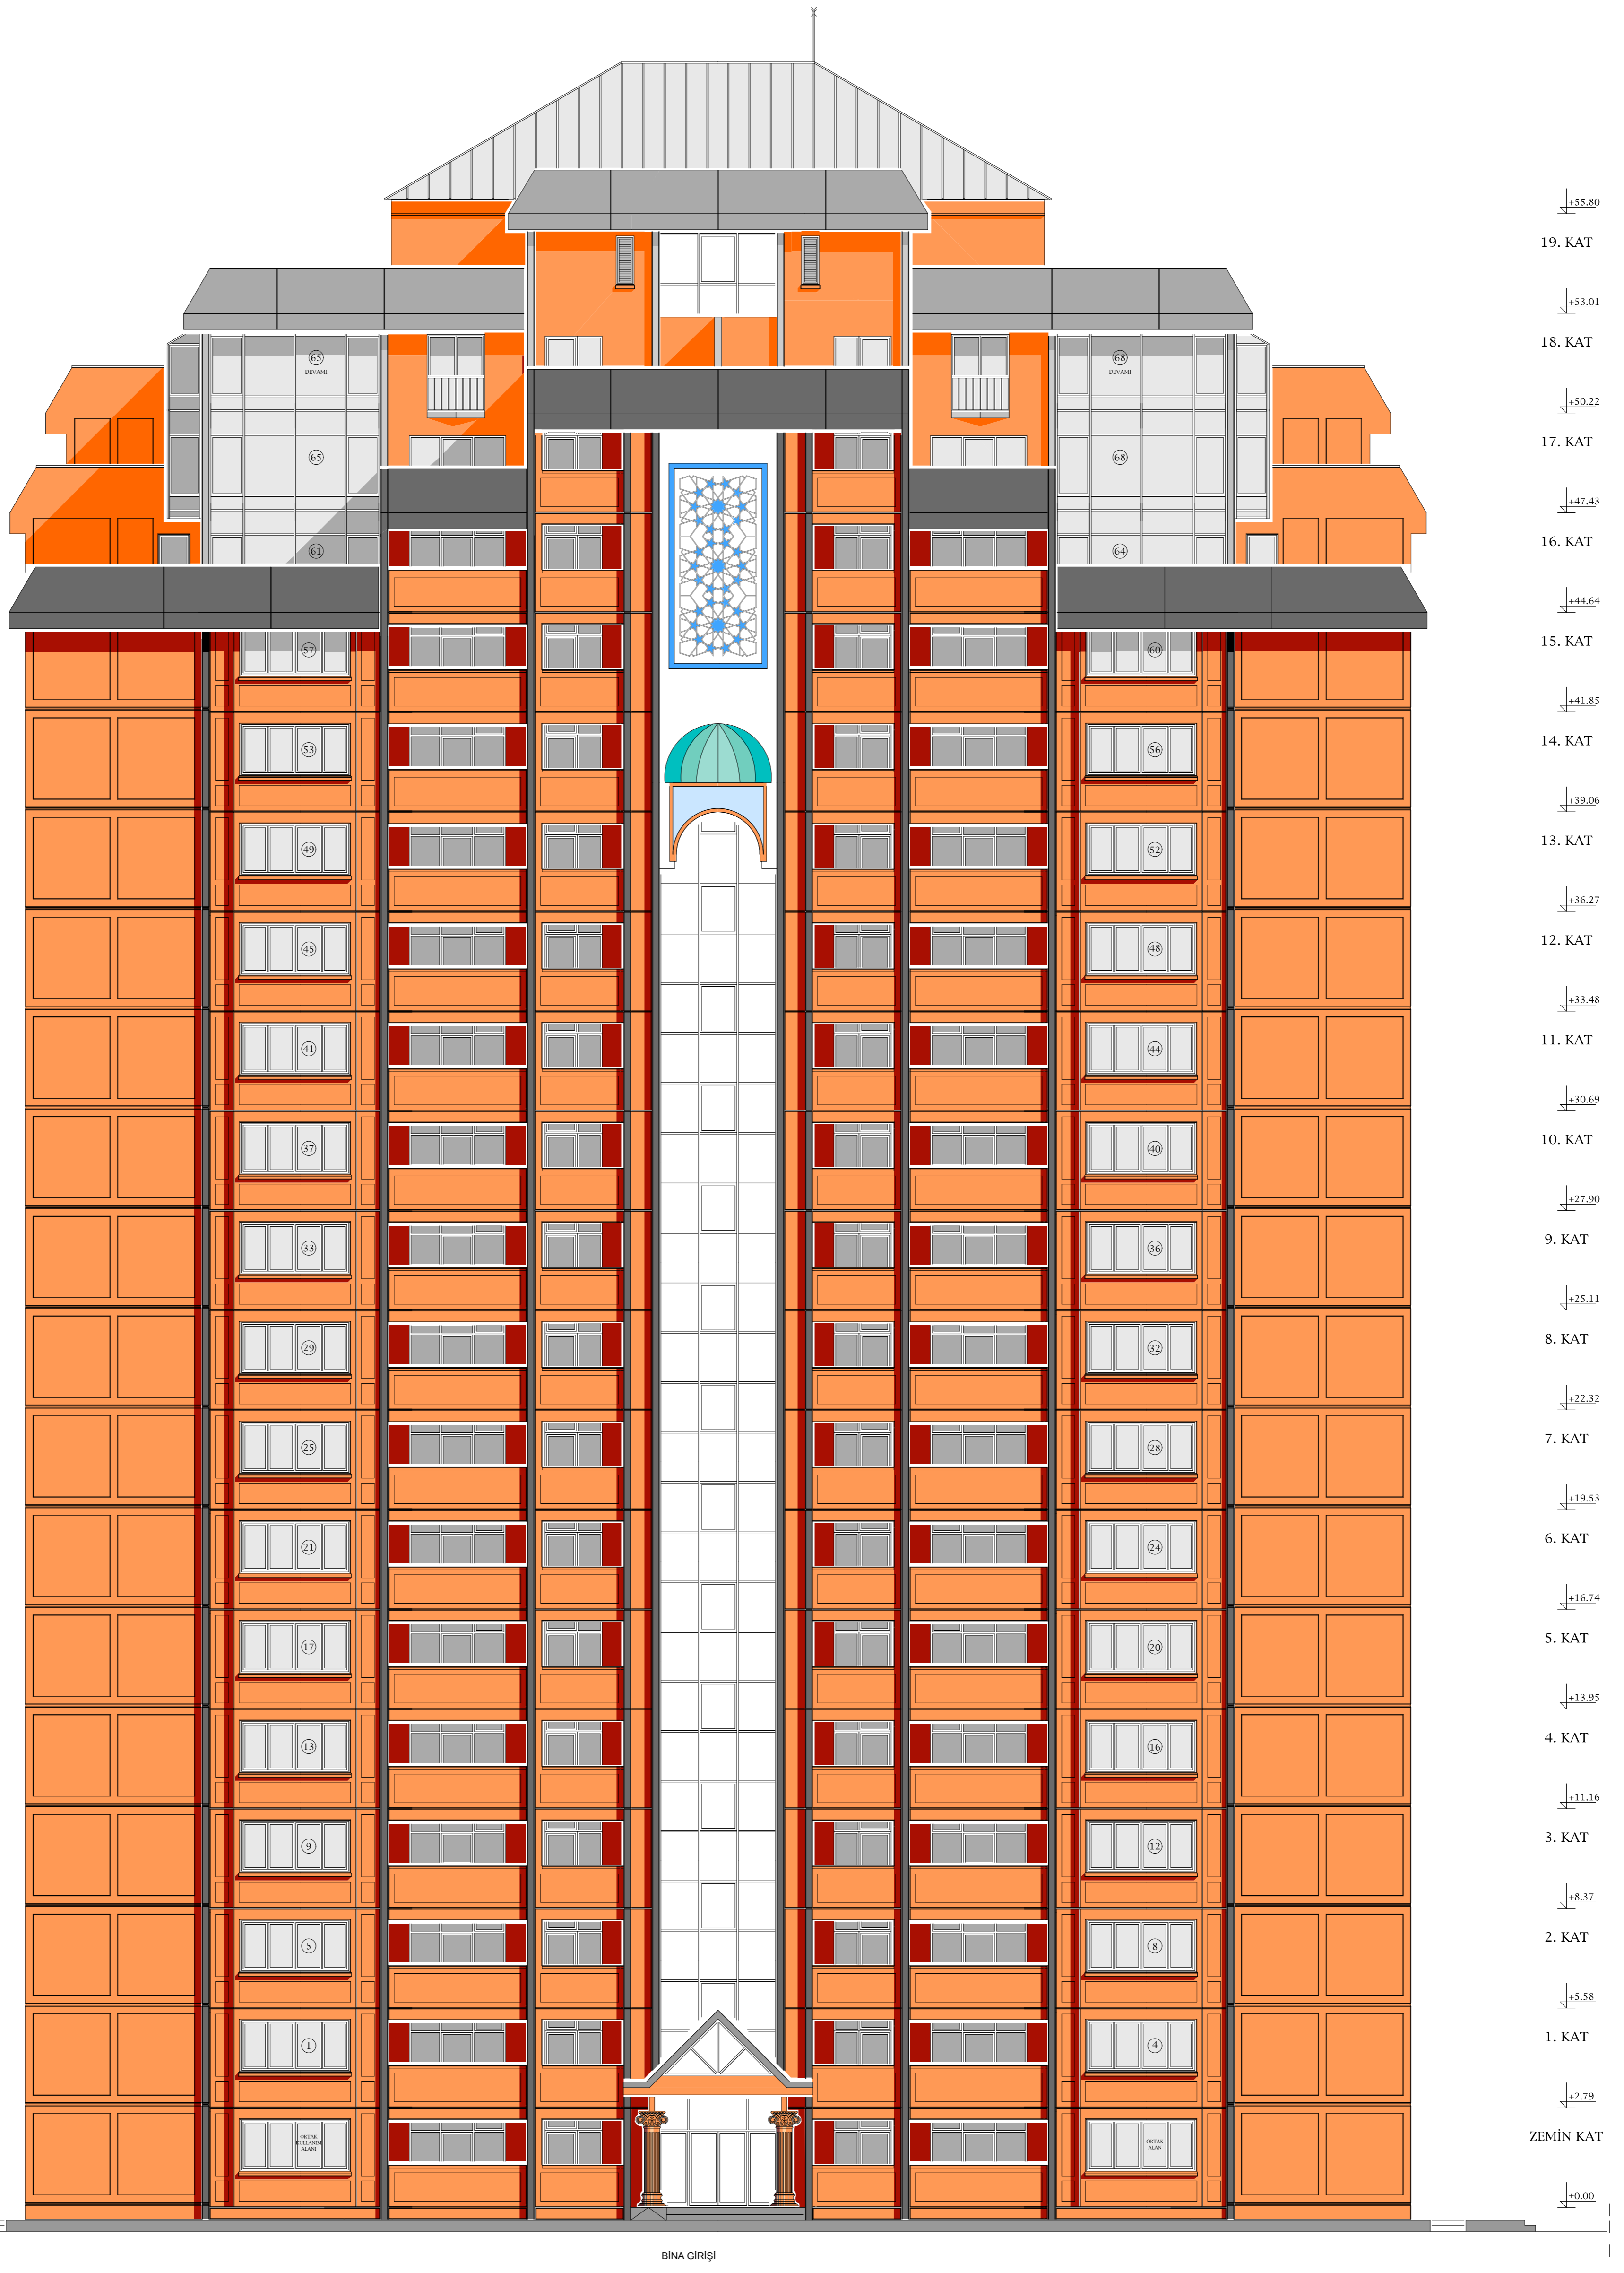 +55.80
19. KAT
+53.01
65
DEVAMI
68
DEVAMI
18. KAT
+50.22
65
68
17. KAT
+47.43
61
64
16. KAT
+44.64
57
60
15. KAT
+41.85
53
56
14. KAT
+39.06
49
52
13. KAT
+36.27
45
48
12. KAT
+33.48
41
44
11. KAT
+30.69
37
40
10. KAT
+27.90
33
36
9. KAT
+25.11
29
32
8. KAT
+22.32
25
28
7. KAT
+19.53
21
24
6. KAT
+16.74
17
20
5. KAT
+13.95
13
16
4. KAT
+11.16
9
12
3. KAT
+8.37
5
8
2. KAT
+5.58
1
4
1. KAT
+2.79
ORTAK
KULLANIM
ALANI
ORTAK
ALAN
ZEMİN KAT
±0.00
BİNA GİRİŞİ